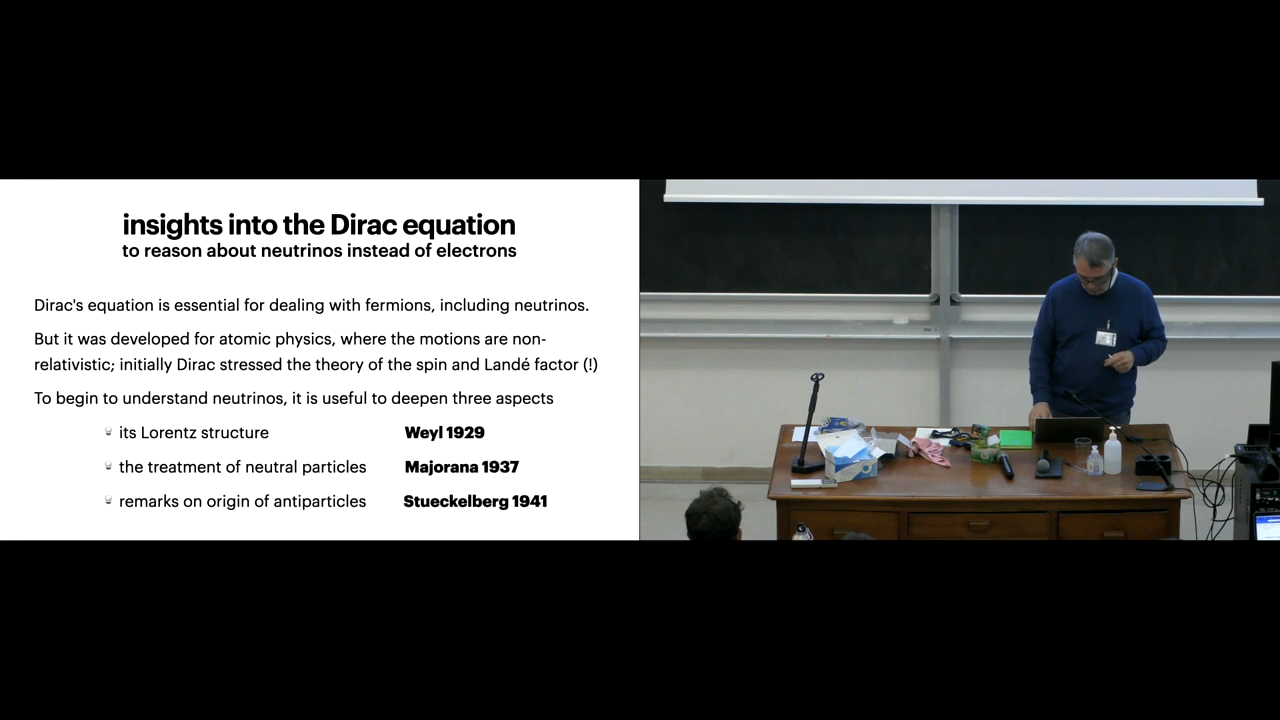 insights into the Dirac equation
to reason about neutrinos instead of electrons
Dirac's equation is essential for dealing with fermions, including neutrinos.
But it was developed for atomic physics, where the motions are non-
relativistic; initially Dirac stressed the theory of the spin and Landé factor (!)
To begin to understand neutrinos, it is useful to deepen three aspects
its Lorentz structure Weyl 1929
the treatment of neutral particles Majorana 1937
remarks on origin of antiparticles Stueckelberg 1941